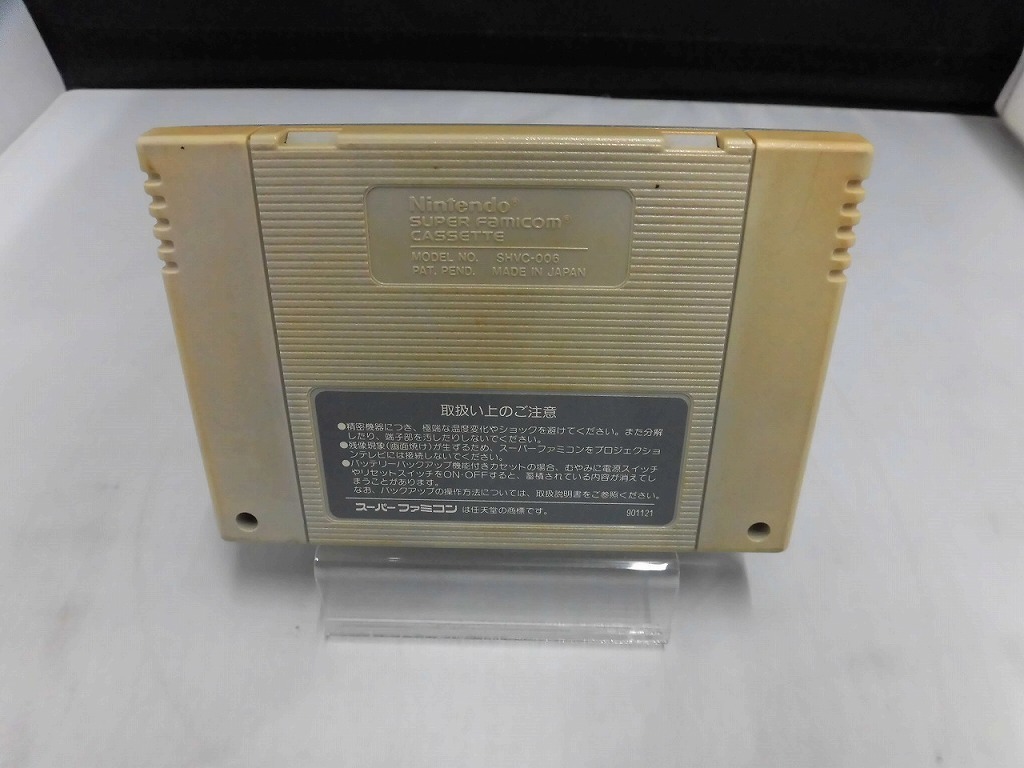 Nintendo®
SUPER Famicom®
CASSETTE
MODEL NO. SHVC-006
PAT. PEND. MADE IN JAPAN
取扱い上のご注意
●精密機器につき、極端な温度変化やショックを避けてください。また分解
したり、端子部を汚したりしないでください。
●残像現象(画面焼け)が生ずるため、スーパーファミコンをプロジェクショ
ンテレビには接続しないでください。
●バッテリーバックアップ機能付きカセットの場合、むやみに電源スイッチ
やリセットスイッチをON・OFFすると、蓄積されている内容が消えてし
まうことがあります。
なお、バックアップの操作方法については、取扱説明書をご参照ください。
スーパーファミコン は任天堂の商標です。 901121